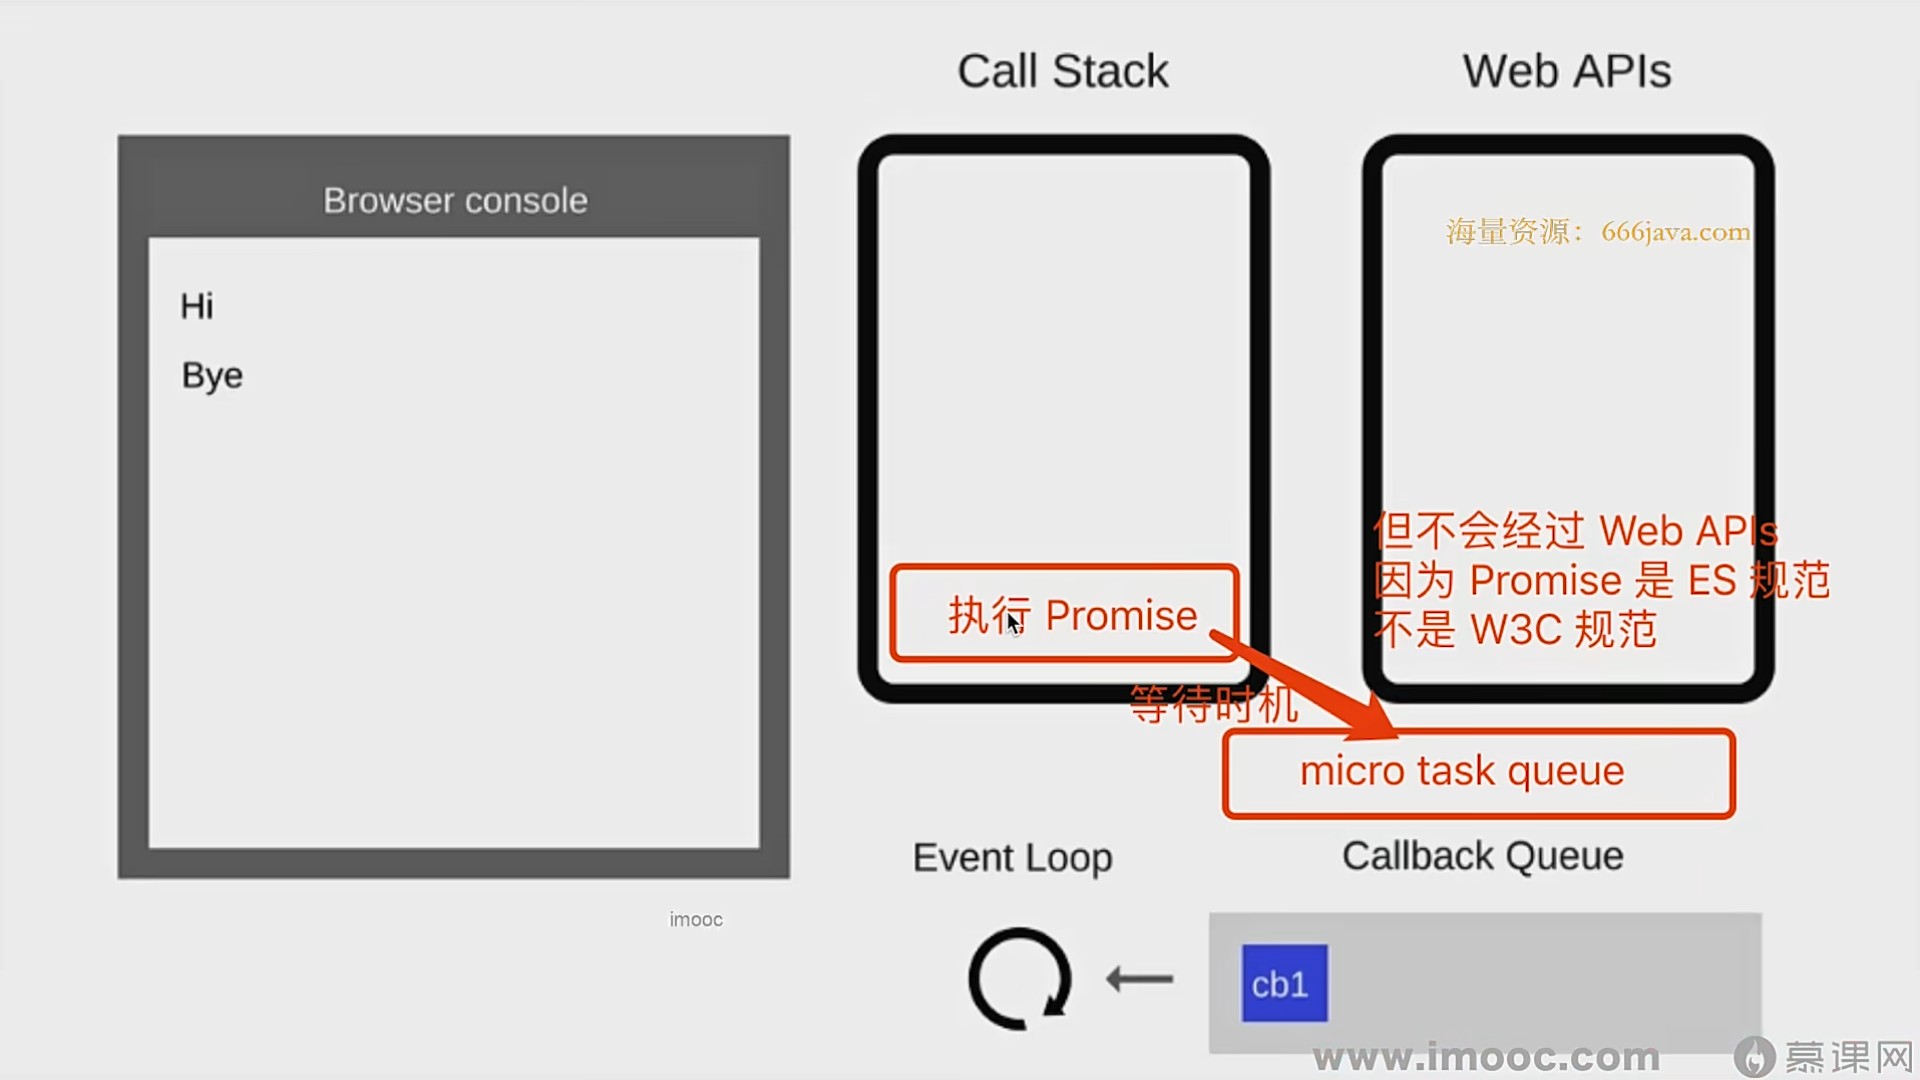 Call Stack
Web APIs
Browser console
海量资源：666java.com
Hi
Bye
但不会经过 Web APIs
因为 Promise 是 ES 规范
不是 W3C 规范
执行 Promise
等待时机
micro task queue
Event Loop
Callback Queue
imooc
cb1
www.imooc.com
慕课网